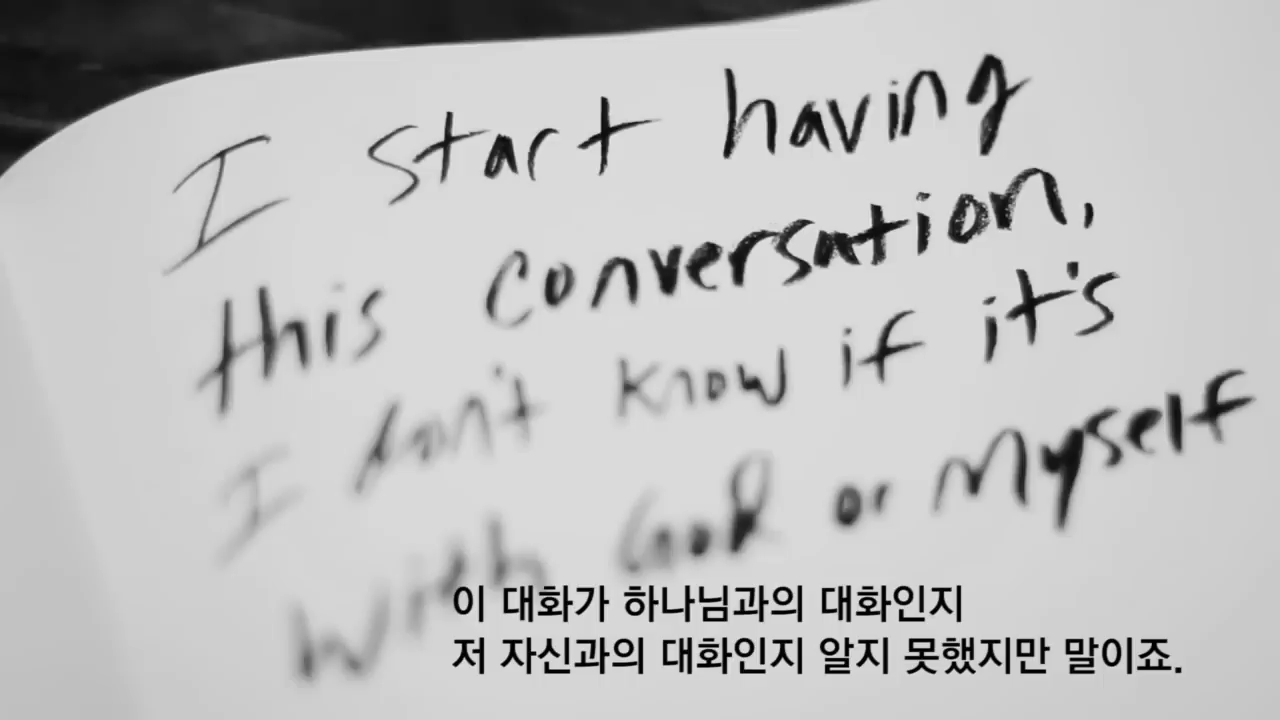 I start having
this conversation,
I don't know if it's
with God or myself
이 대화가 하나님과의 대화인지
저 자신과의 대화인지 알지 못했지만 말이죠.